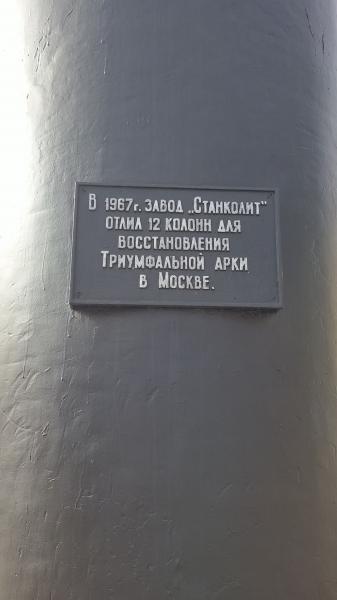 В 1967г. завод „Станколит"
отлил 12 колонн для
восстановления
Триумфальной арки
в Москве.